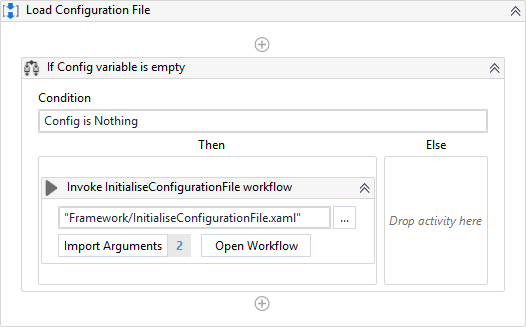 Load Configuration File
If Config variable is empty
Condition
Config is Nothing
Then
Else
Invoke InitialiseConfigurationFile workflow
"Framework/InitialiseConfigurationFile.xaml"
...
Drop activity here
Import Arguments 2
Open Workflow